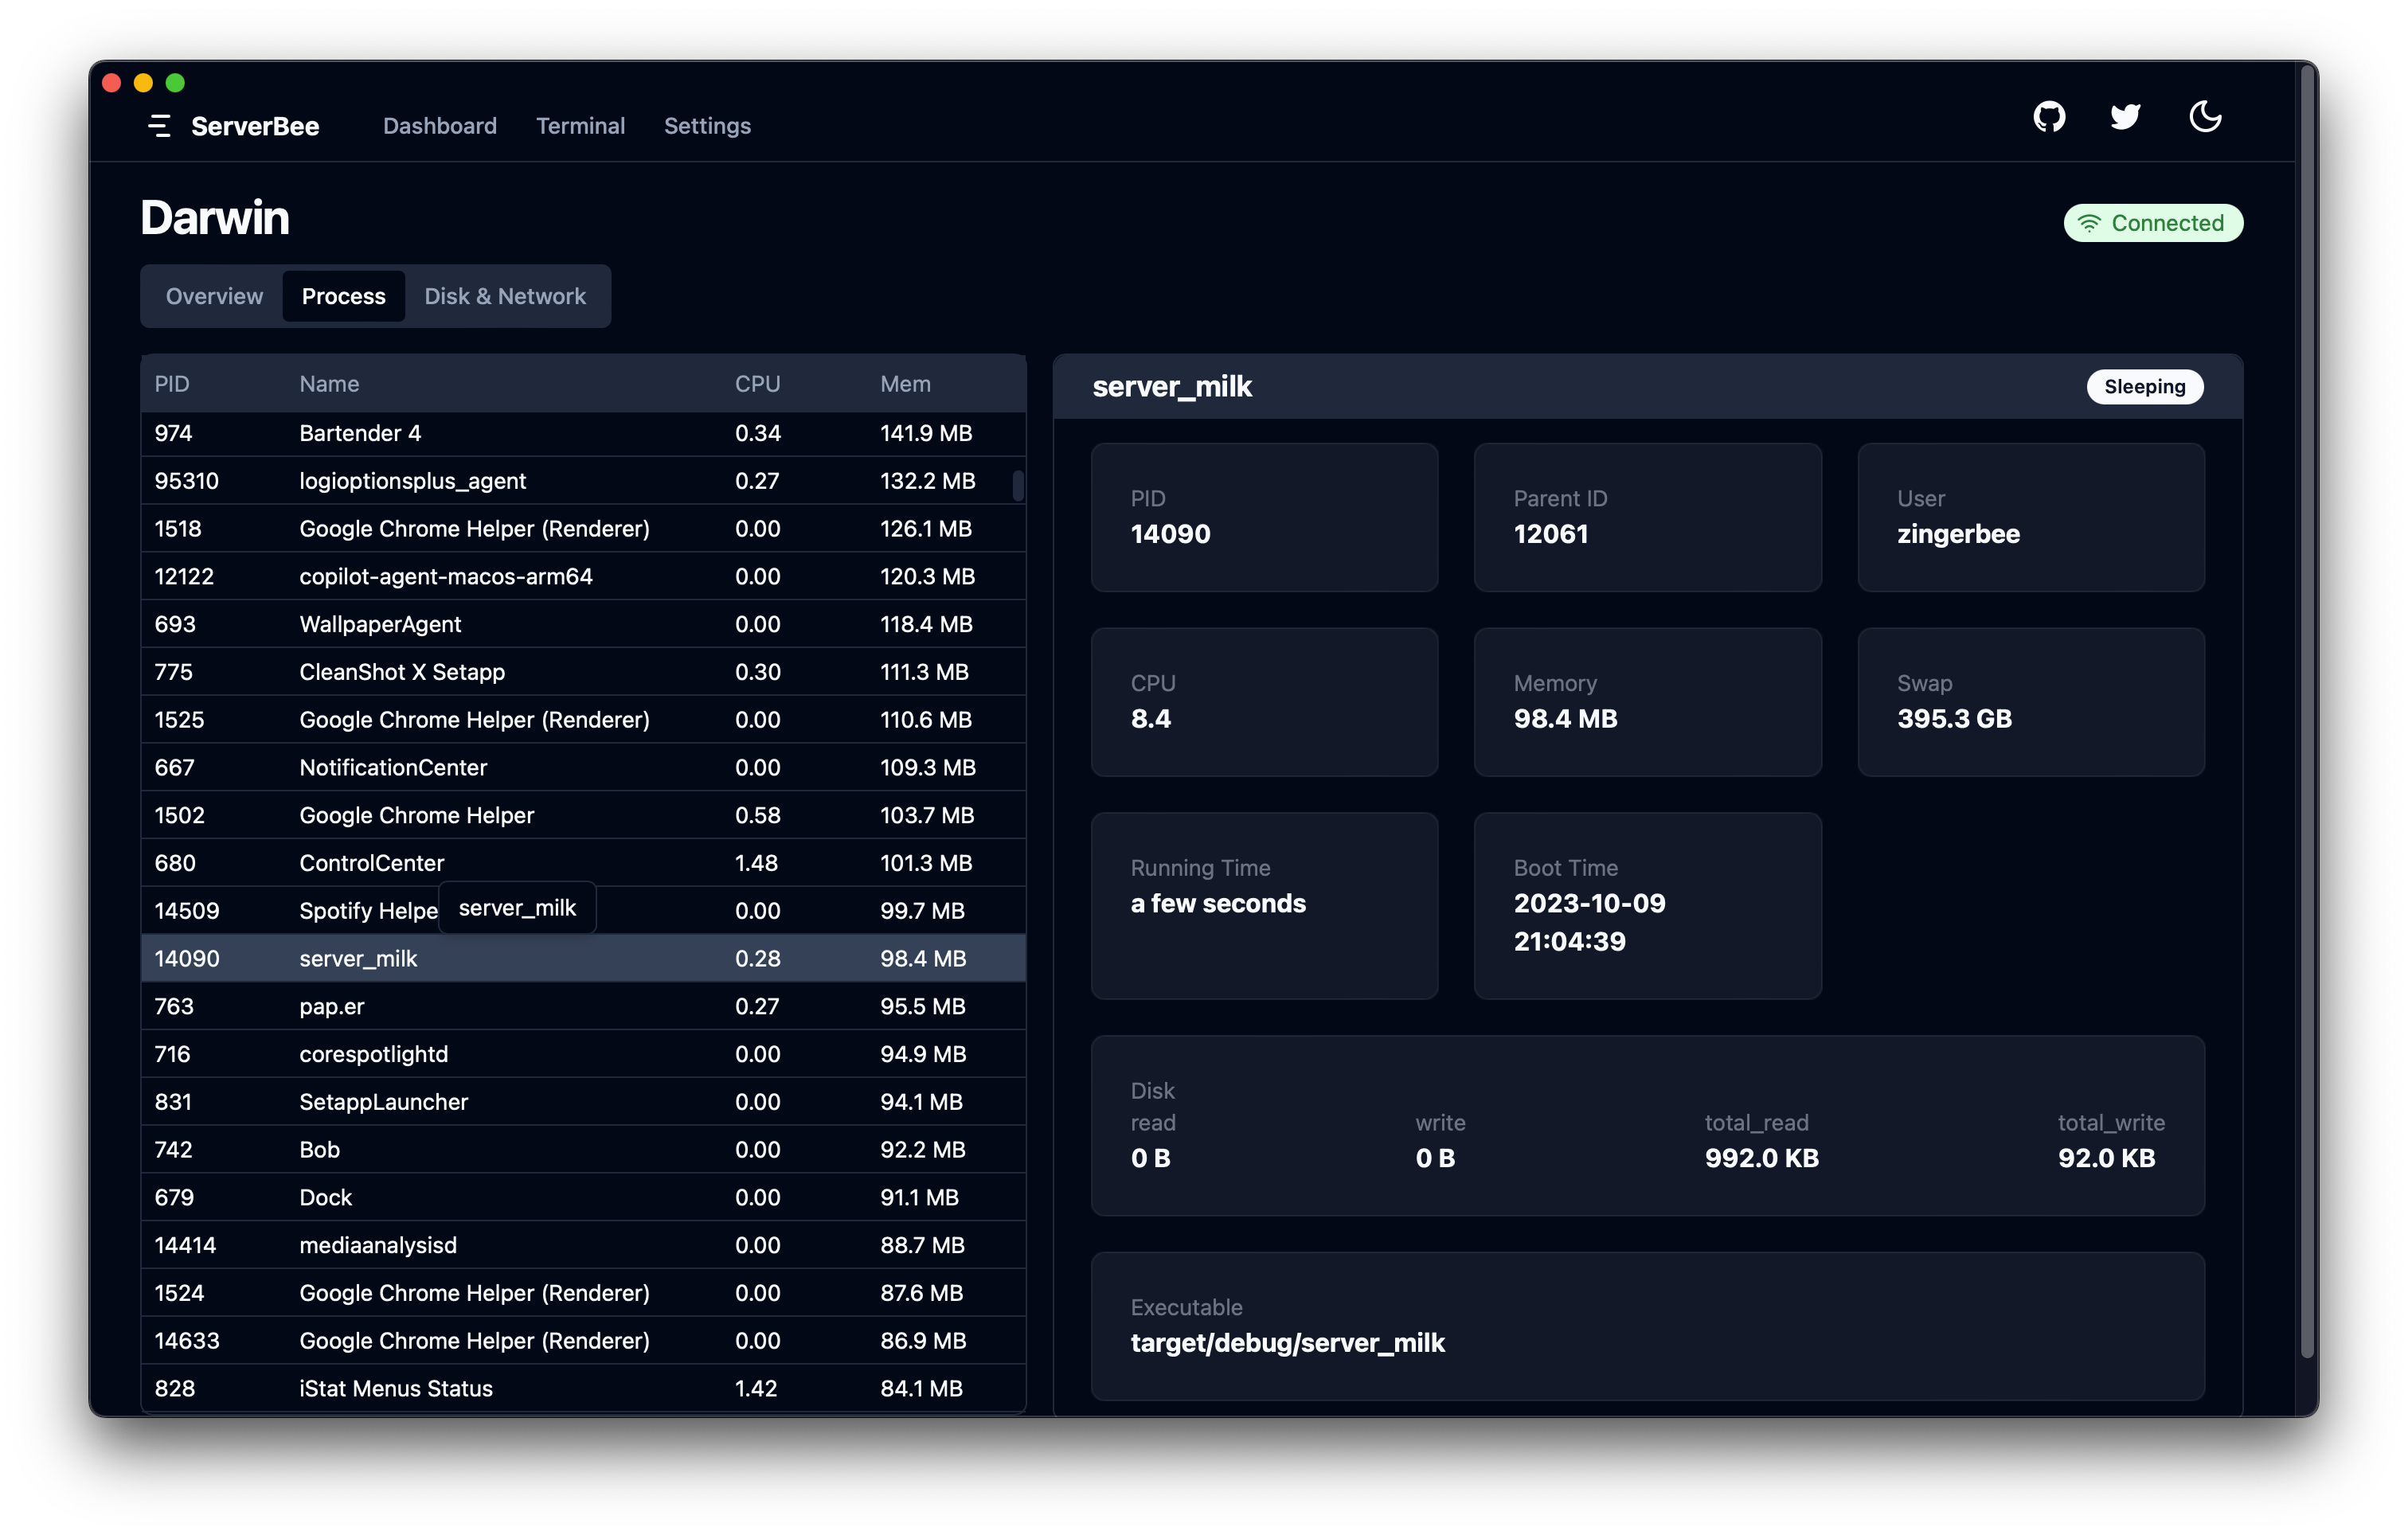 ServerBee Dashboard Terminal Settings
Darwin
Connected
Overview Process Disk & Network
PID Name CPU Mem
974 Bartender 4 0.34 141.9 MB
95310 logioptionsplus_agent 0.27 132.2 MB
1518 Google Chrome Helper (Renderer) 0.00 126.1 MB
12122 copilot-agent-macos-arm64 0.00 120.3 MB
693 WallpaperAgent 0.00 118.4 MB
775 CleanShot X Setapp 0.30 111.3 MB
1525 Google Chrome Helper (Renderer) 0.00 110.6 MB
667 NotificationCenter 0.00 109.3 MB
1502 Google Chrome Helper 0.58 103.7 MB
680 ControlCenter 1.48 101.3 MB
14509 Spotify Helpe 0.00 99.7 MB
server_milk
14090 server_milk 0.28 98.4 MB
763 pap.er 0.27 95.5 MB
716 corespotlightd 0.00 94.9 MB
831 SetappLauncher 0.00 94.1 MB
742 Bob 0.00 92.2 MB
679 Dock 0.00 91.1 MB
14414 mediaanalysisd 0.00 88.7 MB
1524 Google Chrome Helper (Renderer) 0.00 87.6 MB
14633 Google Chrome Helper (Renderer) 0.00 86.9 MB
828 iStat Menus Status 1.42 84.1 MB
server_milk Sleeping
PID
14090
Parent ID
12061
User
zingerbee
CPU
8.4
Memory
98.4 MB
Swap
395.3 GB
Running Time
a few seconds
Boot Time
2023-10-09
21:04:39
Disk
read write total_read total_write
0 B 0 B 992.0 KB 92.0 KB
Executable
target/debug/server_milk